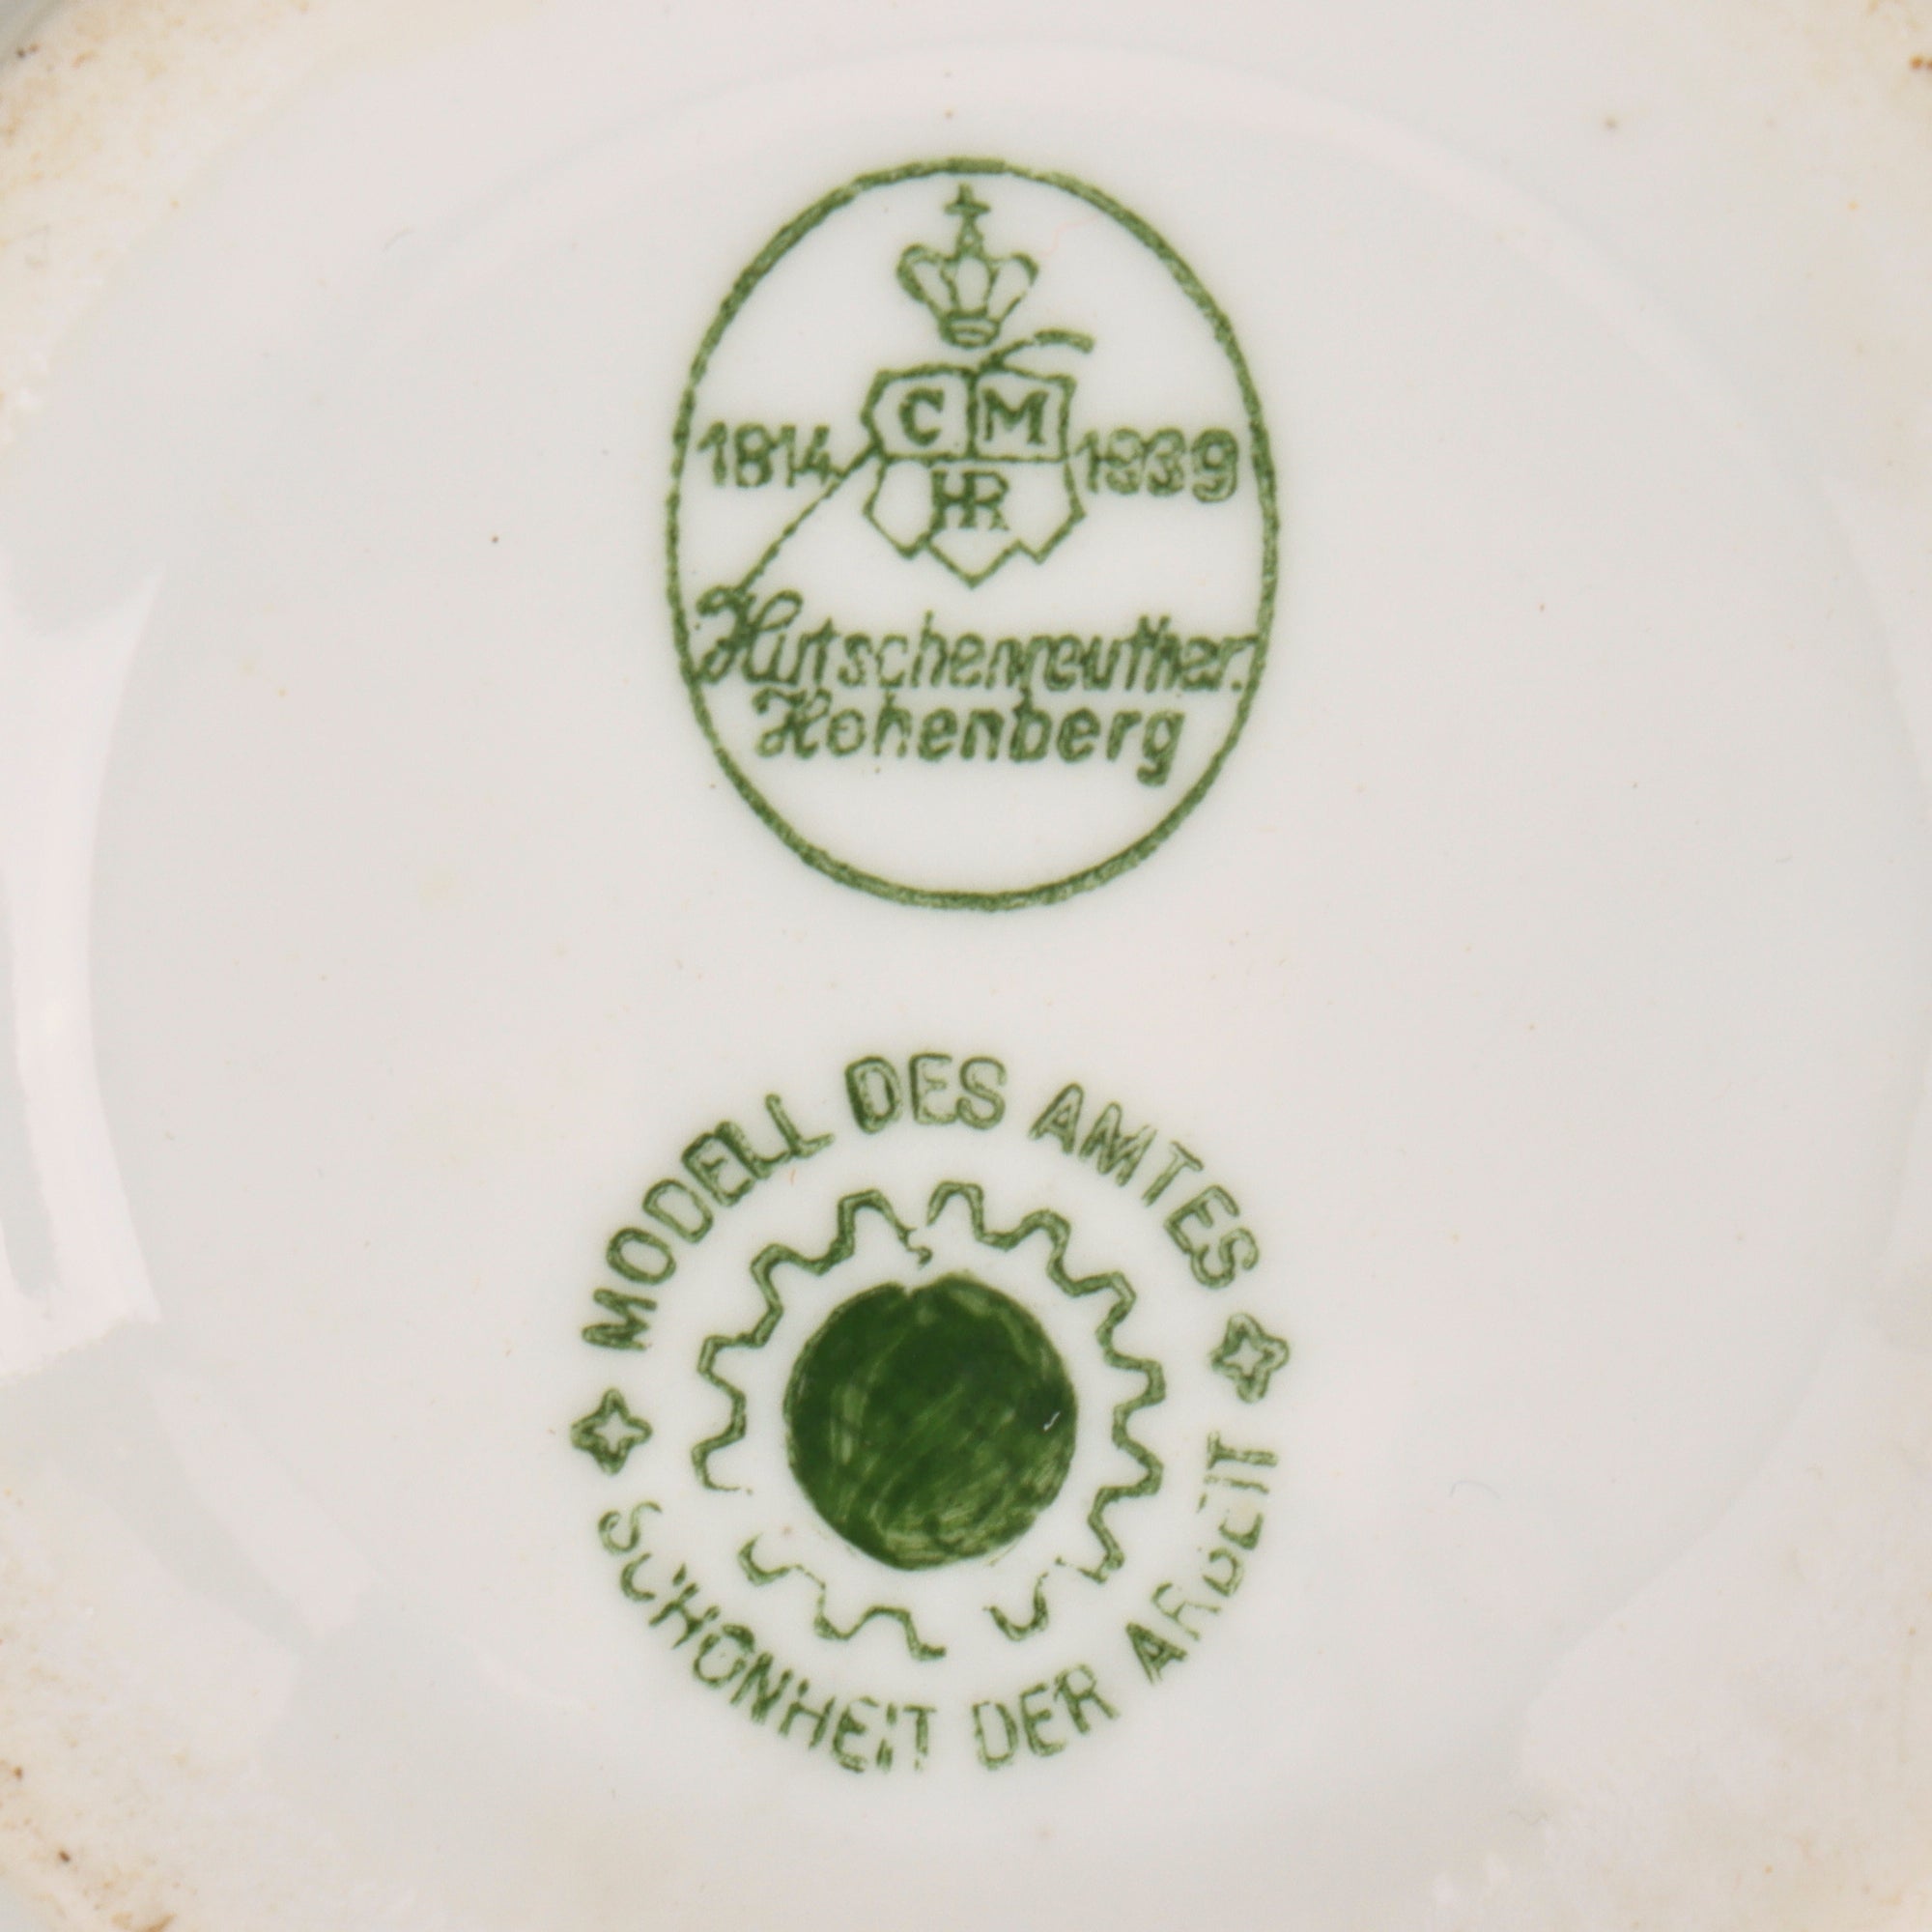 C M
1814 1939
HR
Hutschenreuther
Hohenberg
MODELL DES AMTES
SCHÖNHEIT DER ARBEIT